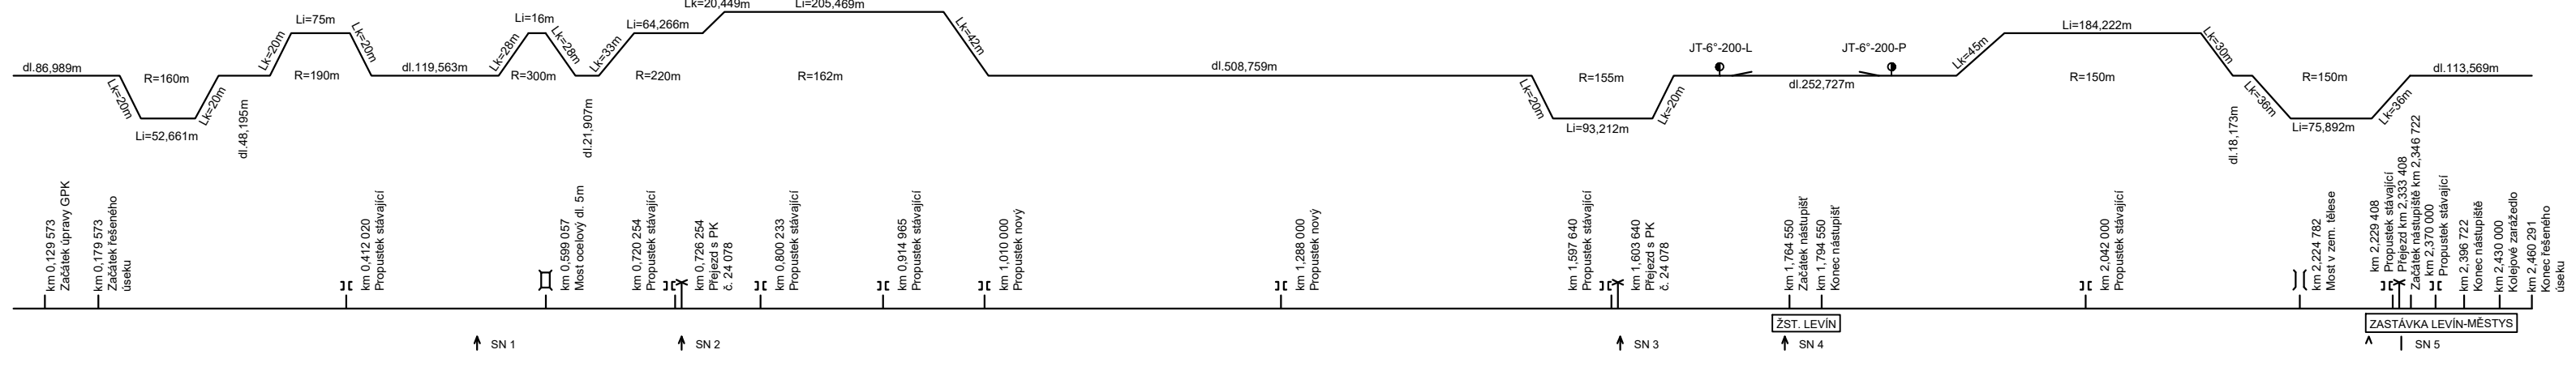 Lk=20,449m
Li=205,469m
Li=75m
Li=16m
Li=64,266m
Li=184,222m
Lk=20m
Lk=20m
Lk=28m
Lk=28m
Lk=33m
Lk=42m
Lk=45m
Lk=30m
JT-6°-200-L
JT-6°-200-P
dl.86,989m
R=160m
R=190m
dl.119,563m
R=300m
R=220m
R=162m
dl.508,759m
R=155m
dl.252,727m
R=150m
R=150m
dl.113,569m
Lk=20m
Lk=20m
Lk=20m
Lk=20m
Lk=36m
Lk=36m
Li=52,661m
dl.48,195m
dl.21,907m
Li=93,212m
dl.18,173m
Li=75,892m
km 0,129 573
Začátek úpravy GPK
km 0,179 573
Začátek řešeného
úseku
km 0,412 020
Propustek stávající
km 0,599 057
Most ocelový dl. 5m
km 0,720 254
Propustek stávající
km 0,726 254
Přejezd s PK
č. 24 078
km 0,800 233
Propustek stávající
km 0,914 965
Propustek stávající
km 1,010 000
Propustek nový
km 1,288 000
Propustek nový
km 1,597 640
Propustek stávající
km 1,603 640
Přejezd s PK
č. 24 078
km 1,764 550
Začátek nástupišť
km 1,794 550
Konec nástupišť
km 2,042 000
Propustek stávající
km 2,224 782
Most v zem. tělese
km 2,229 408
Propustek stávající
Přejezd km 2,333 408
Začátek nástupiště km 2,346 722
km 2,370 000
Propustek stávající
km 2,396 722
Konec nástupiště
km 2,430 000
Kolejové zarážedlo
km 2,460 291
Konec řešeného
úseku
ŽST. LEVÍN
ZASTÁVKA LEVÍN-MĚSTYS
SN 1
SN 2
SN 3
SN 4
SN 5